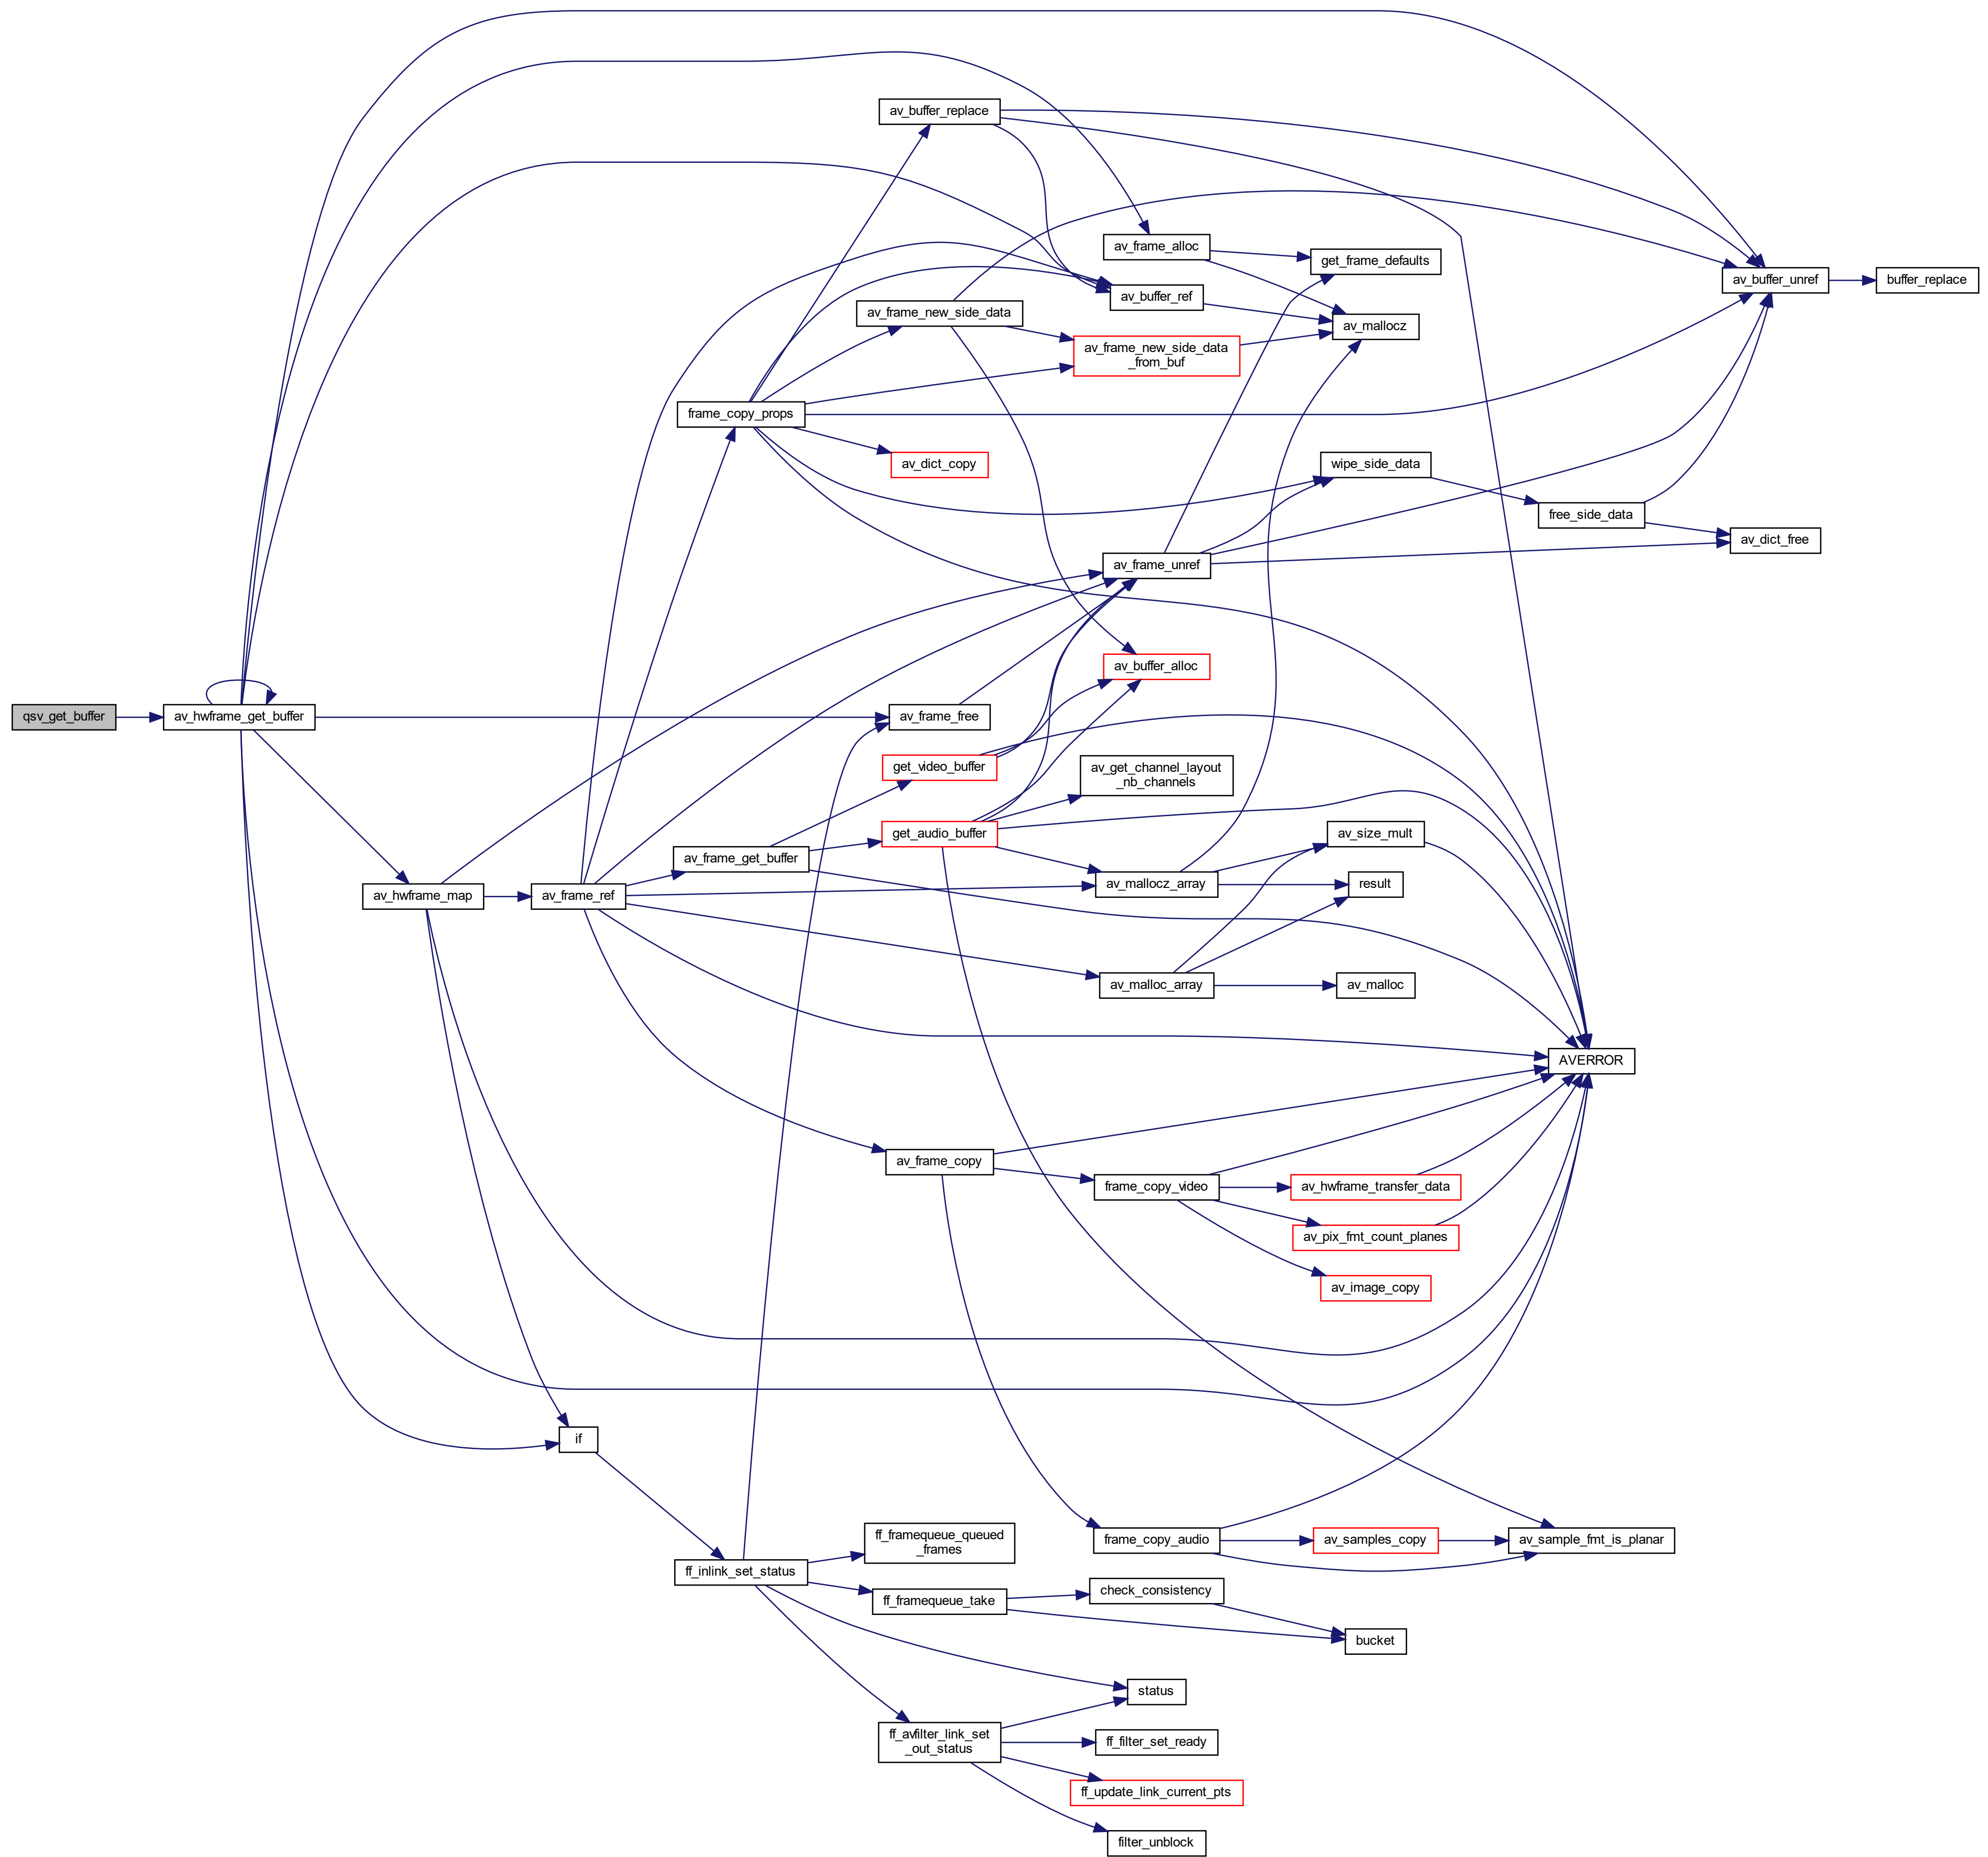 av_buffer_replace
av_frame_alloc
get_frame_defaults
av_buffer_unref
buffer_replace
av_buffer_ref
av_frame_new_side_data
av_mallocz
av_frame_new_side_data
_from_buf
frame_copy_props
av_dict_copy
wipe_side_data
free_side_data
av_dict_free
av_frame_unref
av_buffer_alloc
qsv_get_buffer
av_hwframe_get_buffer
av_frame_free
get_video_buffer
av_get_channel_layout
_nb_channels
get_audio_buffer
av_size_mult
av_frame_get_buffer
av_hwframe_map
av_frame_ref
av_mallocz_array
result
av_malloc_array
av_malloc
AVERROR
av_frame_copy
frame_copy_video
av_hwframe_transfer_data
av_pix_fmt_count_planes
av_image_copy
if
ff_framequeue_queued
_frames
frame_copy_audio
av_samples_copy
av_sample_fmt_is_planar
ff_inlink_set_status
check_consistency
ff_framequeue_take
bucket
status
ff_avfilter_link_set
_out_status
ff_filter_set_ready
ff_update_link_current_pts
filter_unblock